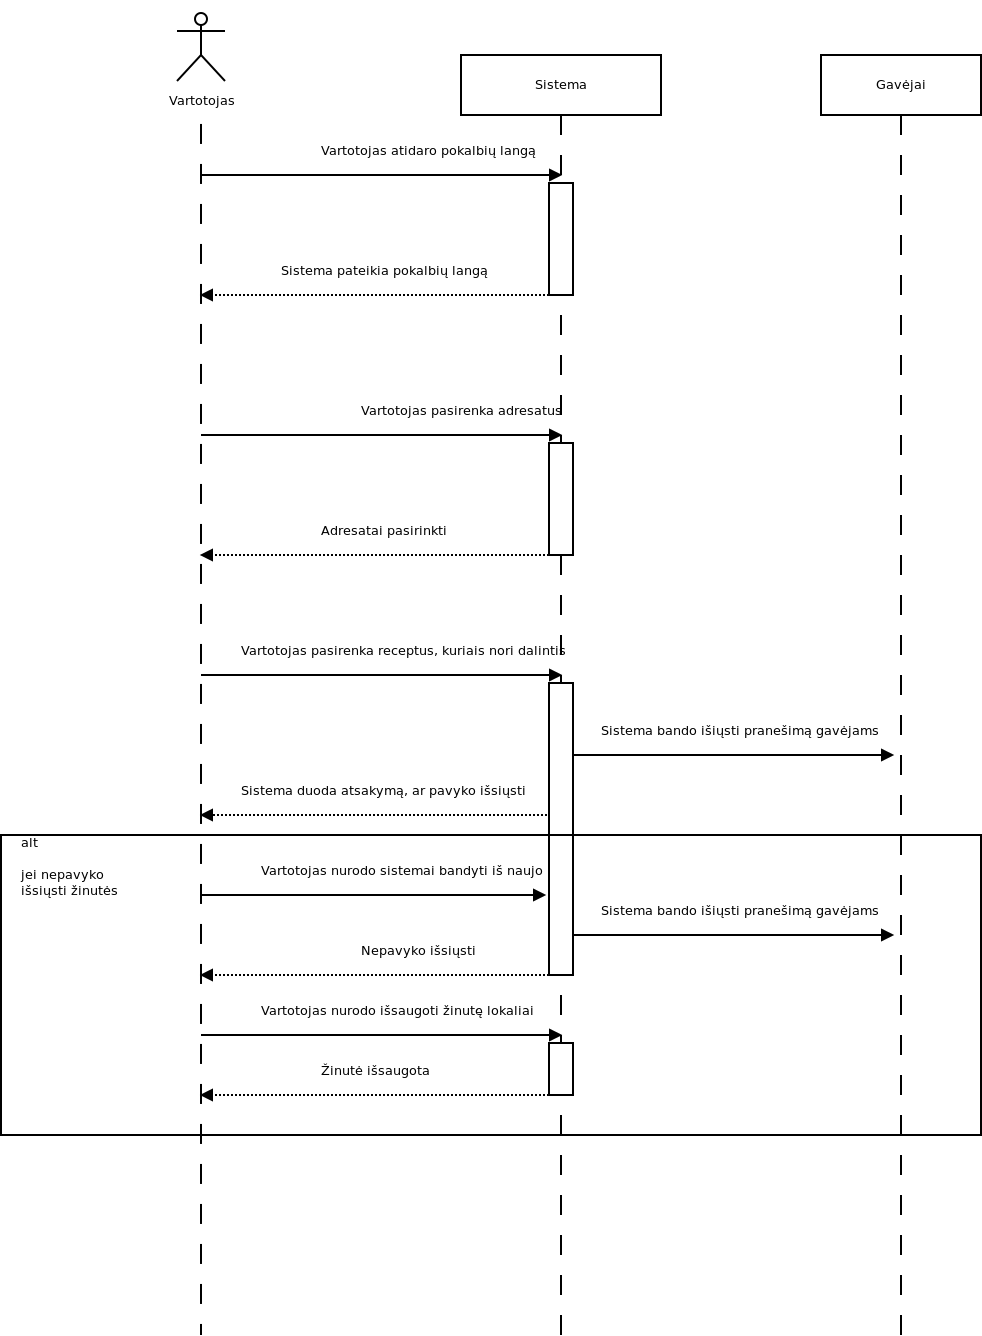 Vartotojas
Sistema
Gavėjai
Vartotojas atidaro pokalbių langą
Sistema pateikia pokalbių langą
Vartotojas pasirenka adresatus
Adresatai pasirinkti
Vartotojas pasirenka receptus, kuriais nori dalintis
Sistema bando išiųsti pranešimą gavėjams
Sistema duoda atsakymą, ar pavyko išsiųsti
alt
jei nepavyko
išsiųsti žinutės
Vartotojas nurodo sistemai bandyti iš naujo
Sistema bando išiųsti pranešimą gavėjams
Nepavyko išsiųsti
Vartotojas nurodo išsaugoti žinutę lokaliai
Žinutė išsaugota